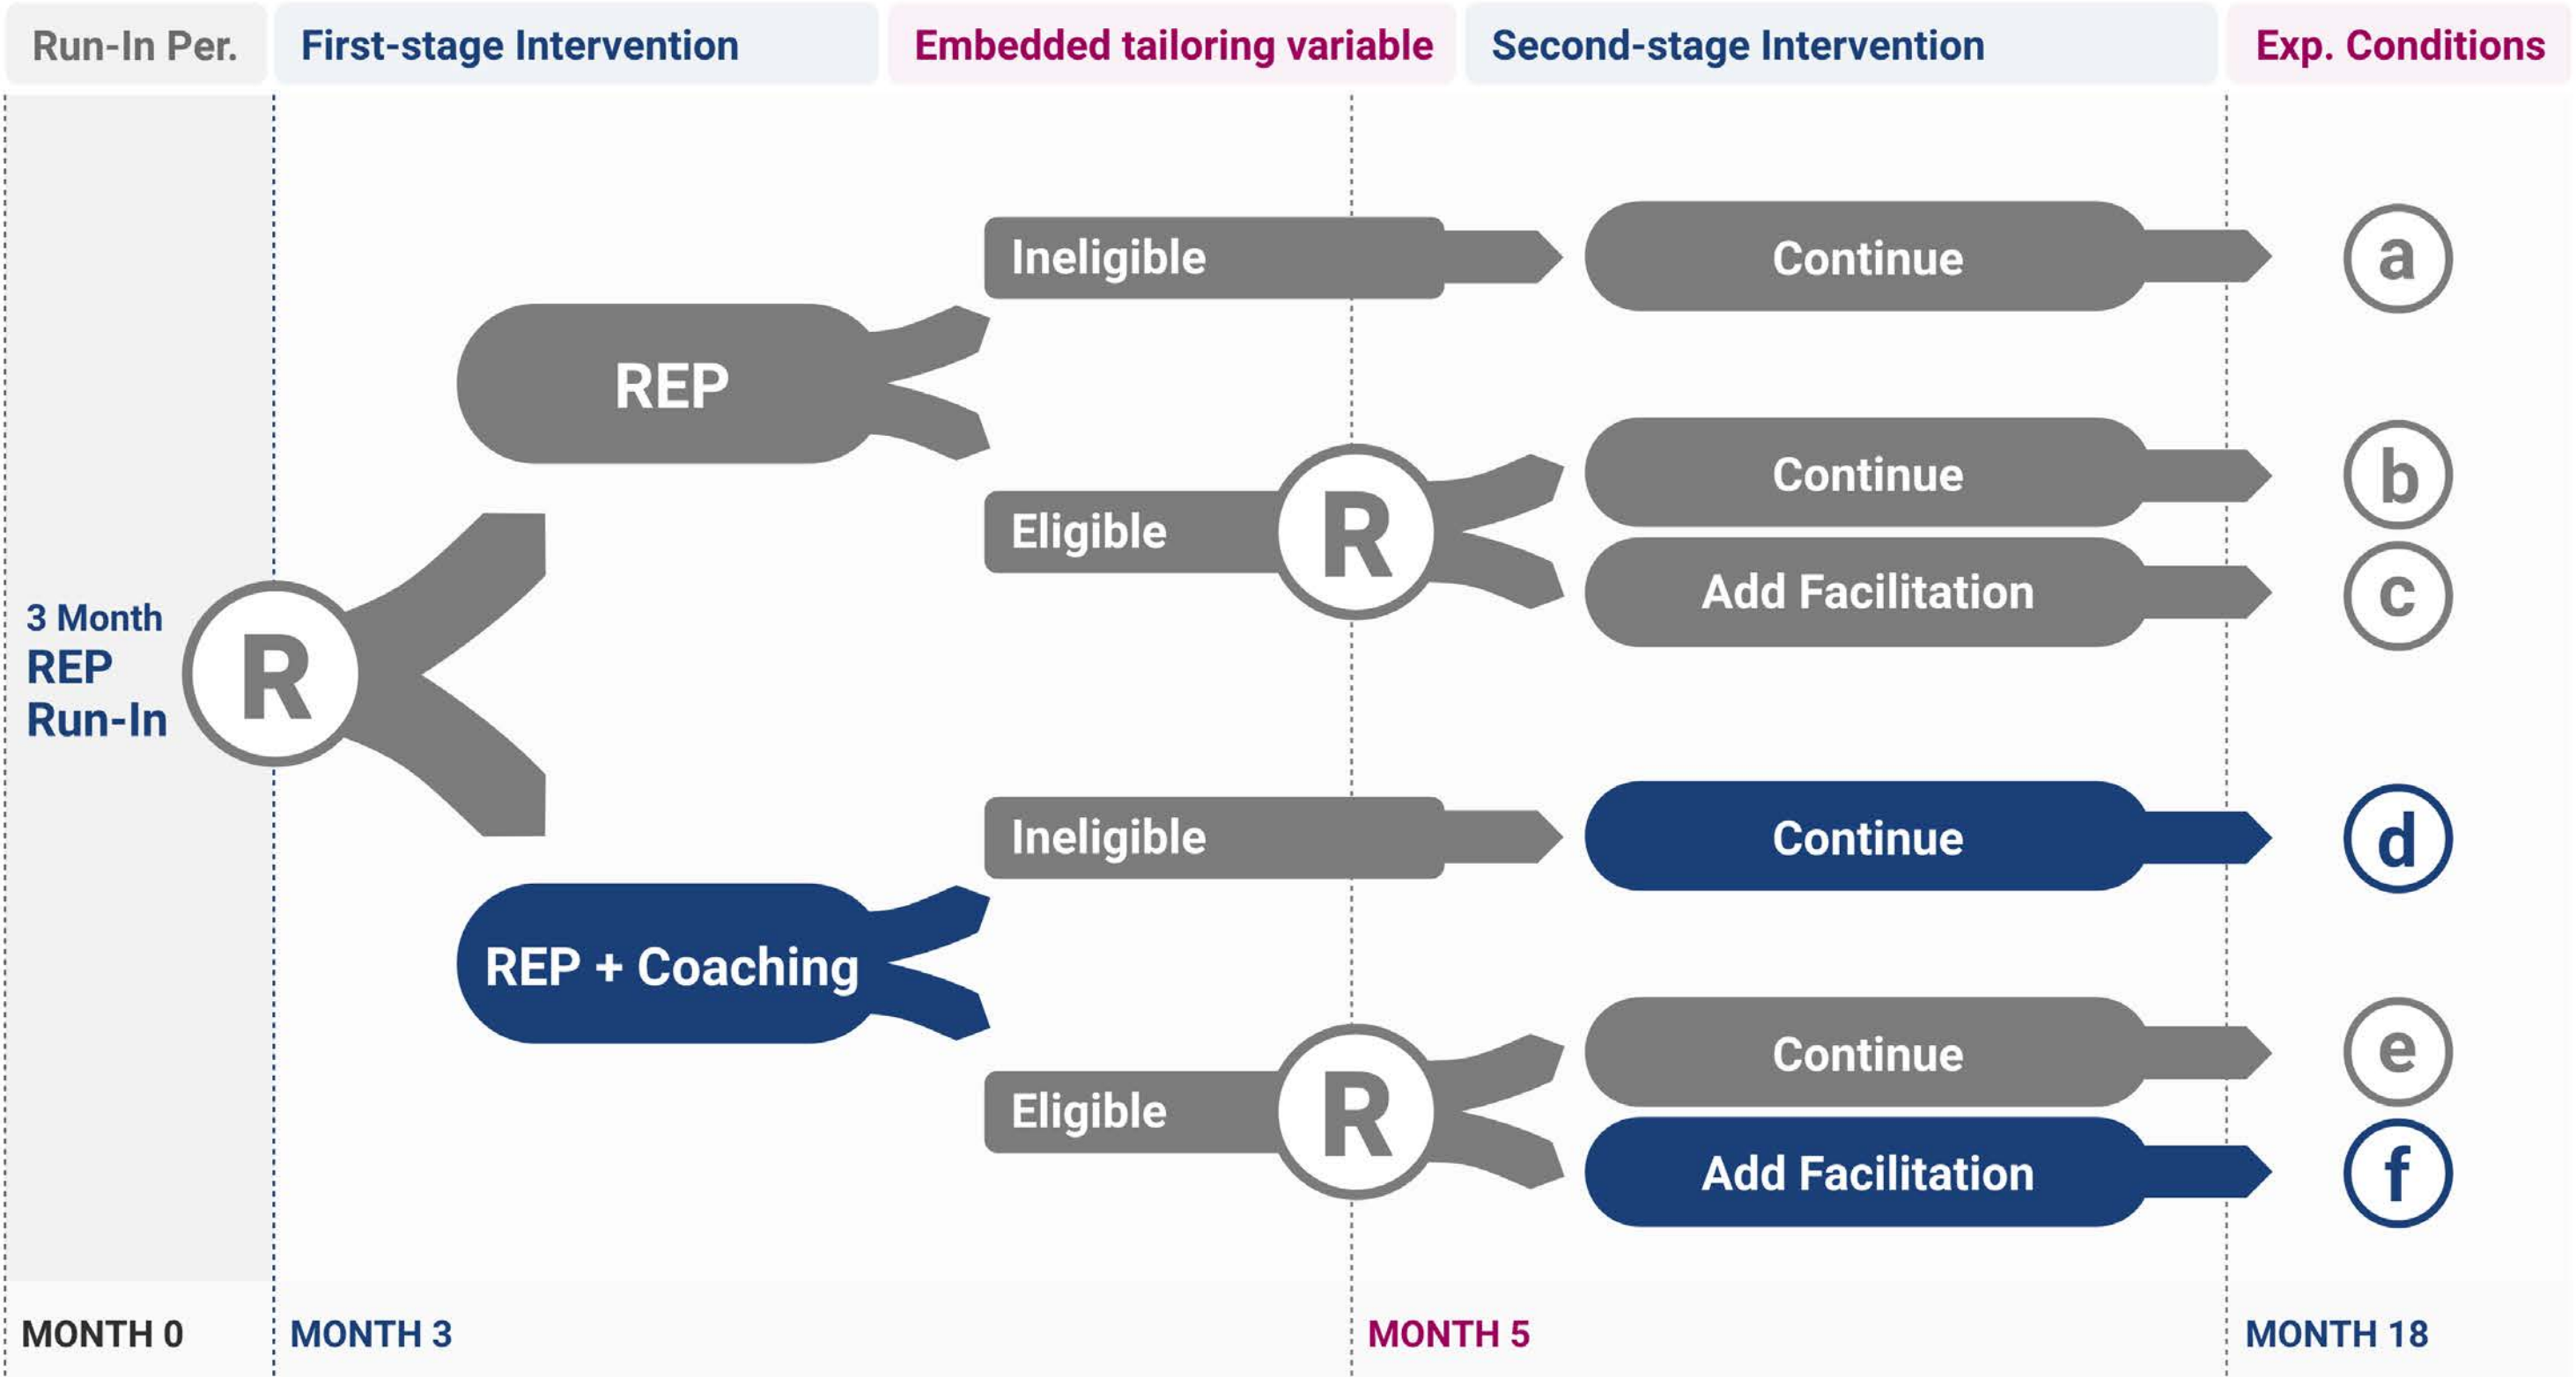 Run-In Per.
First-stage Intervention
Embedded tailoring variable
Second-stage Intervention
Exp. Conditions
3 Month
REP
Run-In
R
REP
Ineligible
Continue
a
Eligible
R
Continue
b
Add Facilitation
c
REP + Coaching
Ineligible
Continue
d
Eligible
R
Continue
e
Add Facilitation
f
MONTH 0
MONTH 3
MONTH 5
MONTH 18